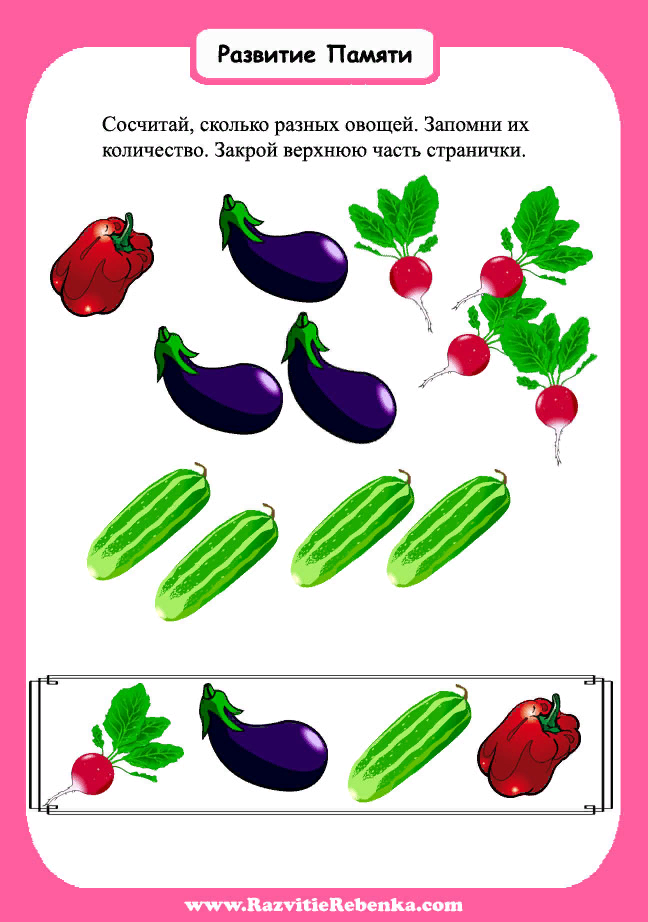 Развитие Памяти
Сосчитай, сколько разных овощей. Запомни их
количество. Закрой верхнюю часть странички.
www.RazvitieRebenka.com